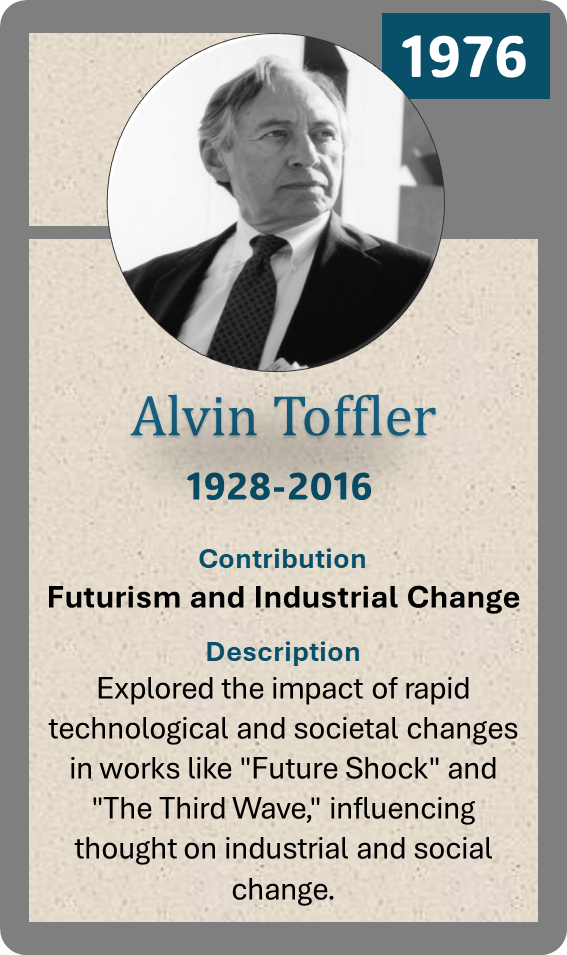 1976
Alvin Toffler
1928-2016
Contribution
Futurism and Industrial Change
Description
Explored the impact of rapid
technological and societal changes
in works like "Future Shock" and
"The Third Wave," influencing
thought on industrial and social
change.